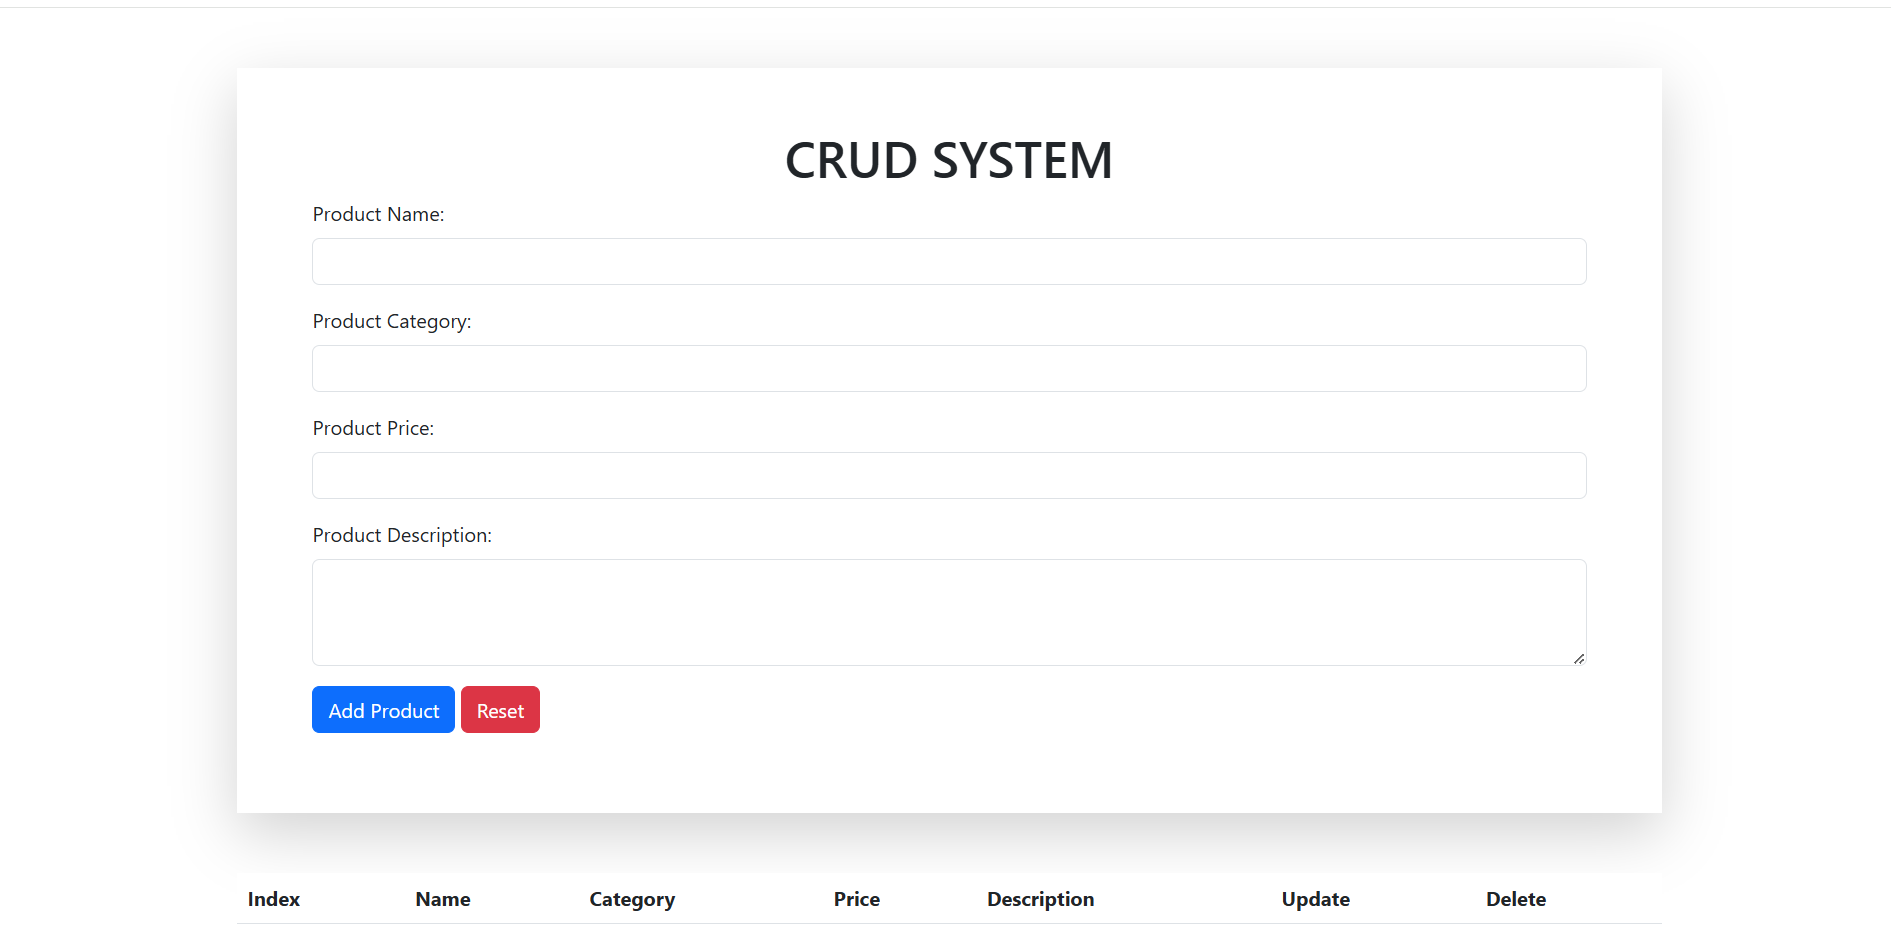 CRUD SYSTEM
Product Name:
Product Category:
Product Price:
Product Description:
Add Product Reset
Index Name Category Price Description Update Delete